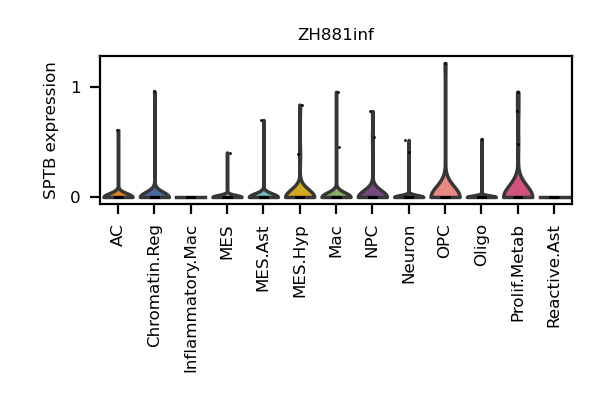 ZH881inf
SPTB expression
1
0
AC
Chromatin.Reg
Inflammatory.Mac
MES
MES.Ast
MES.Hyp
Mac
NPC
Neuron
OPC
Oligo
Prolif.Metab
Reactive.Ast